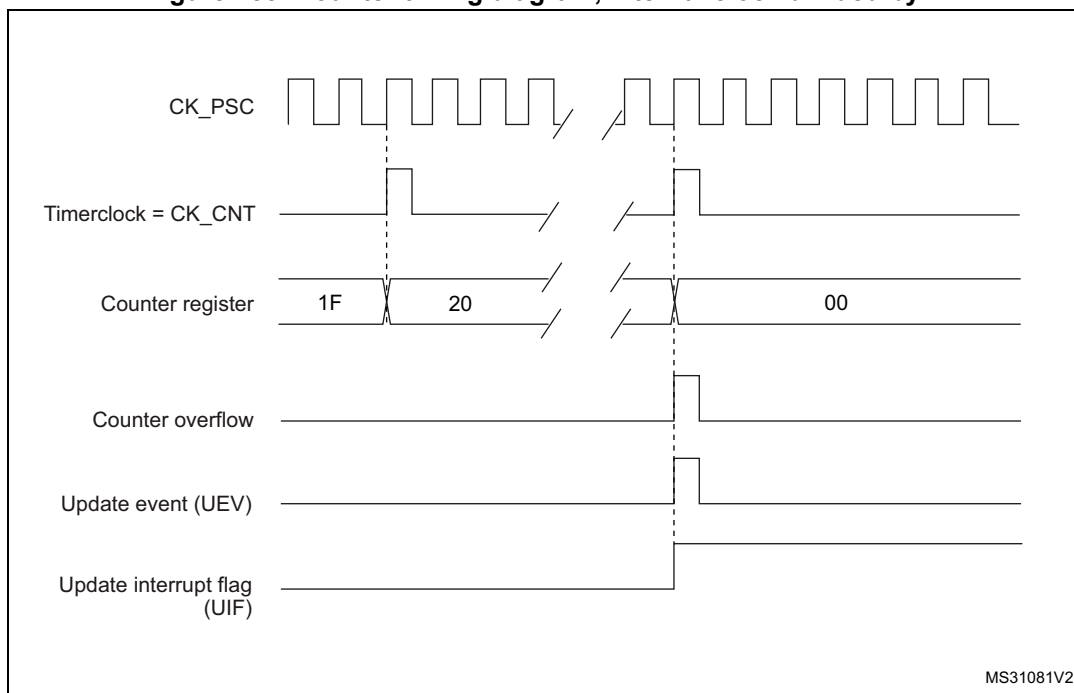 CK_PSC
Timerclock = CK_CNT
Counter register
1F
20
00
Counter overflow
Update event (UEV)
Update interrupt flag
(UIF)
MS31081V2